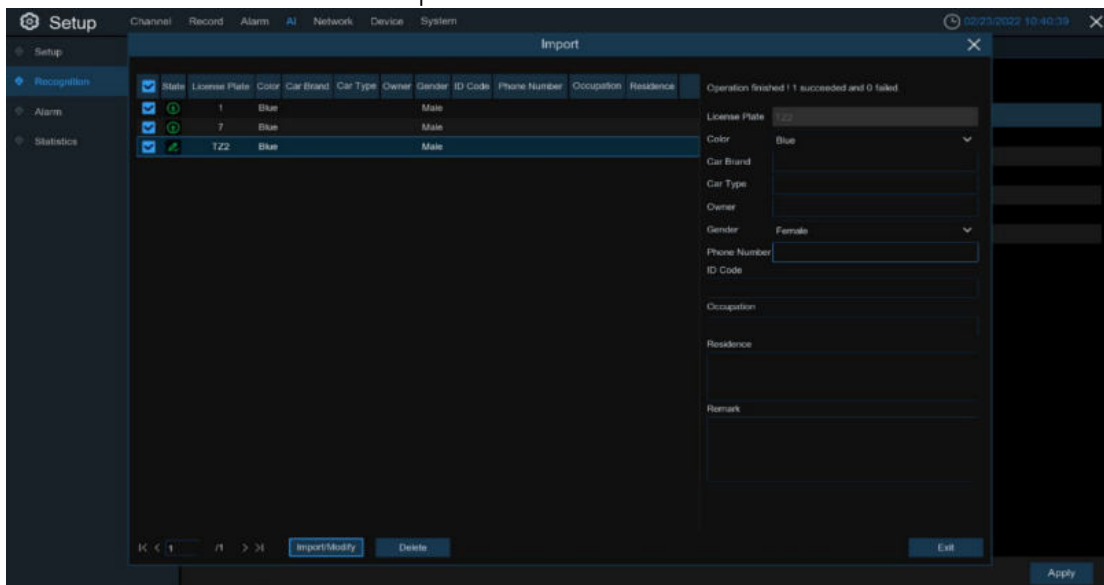 Setup Channel Record Alarm AI Network Device System 02/23/2022 10:40:39
Import
Setup
Recognition
Alarm
Statistics
State License Plate Color Car Brand Car Type Owner Gender ID Code Phone Number Occupation Residence
1 Blue Male
7 Blue Male
TZ2 Blue Male
Operation finished ! 1 succeeded and 0 failed
License Plate TZ2
Color Blue
Car Brand
Car Type
Owner
Gender Female
Phone Number
ID Code
Occupation
Residence
Remark
1 /1 Import/Modify Delete Exit
Apply